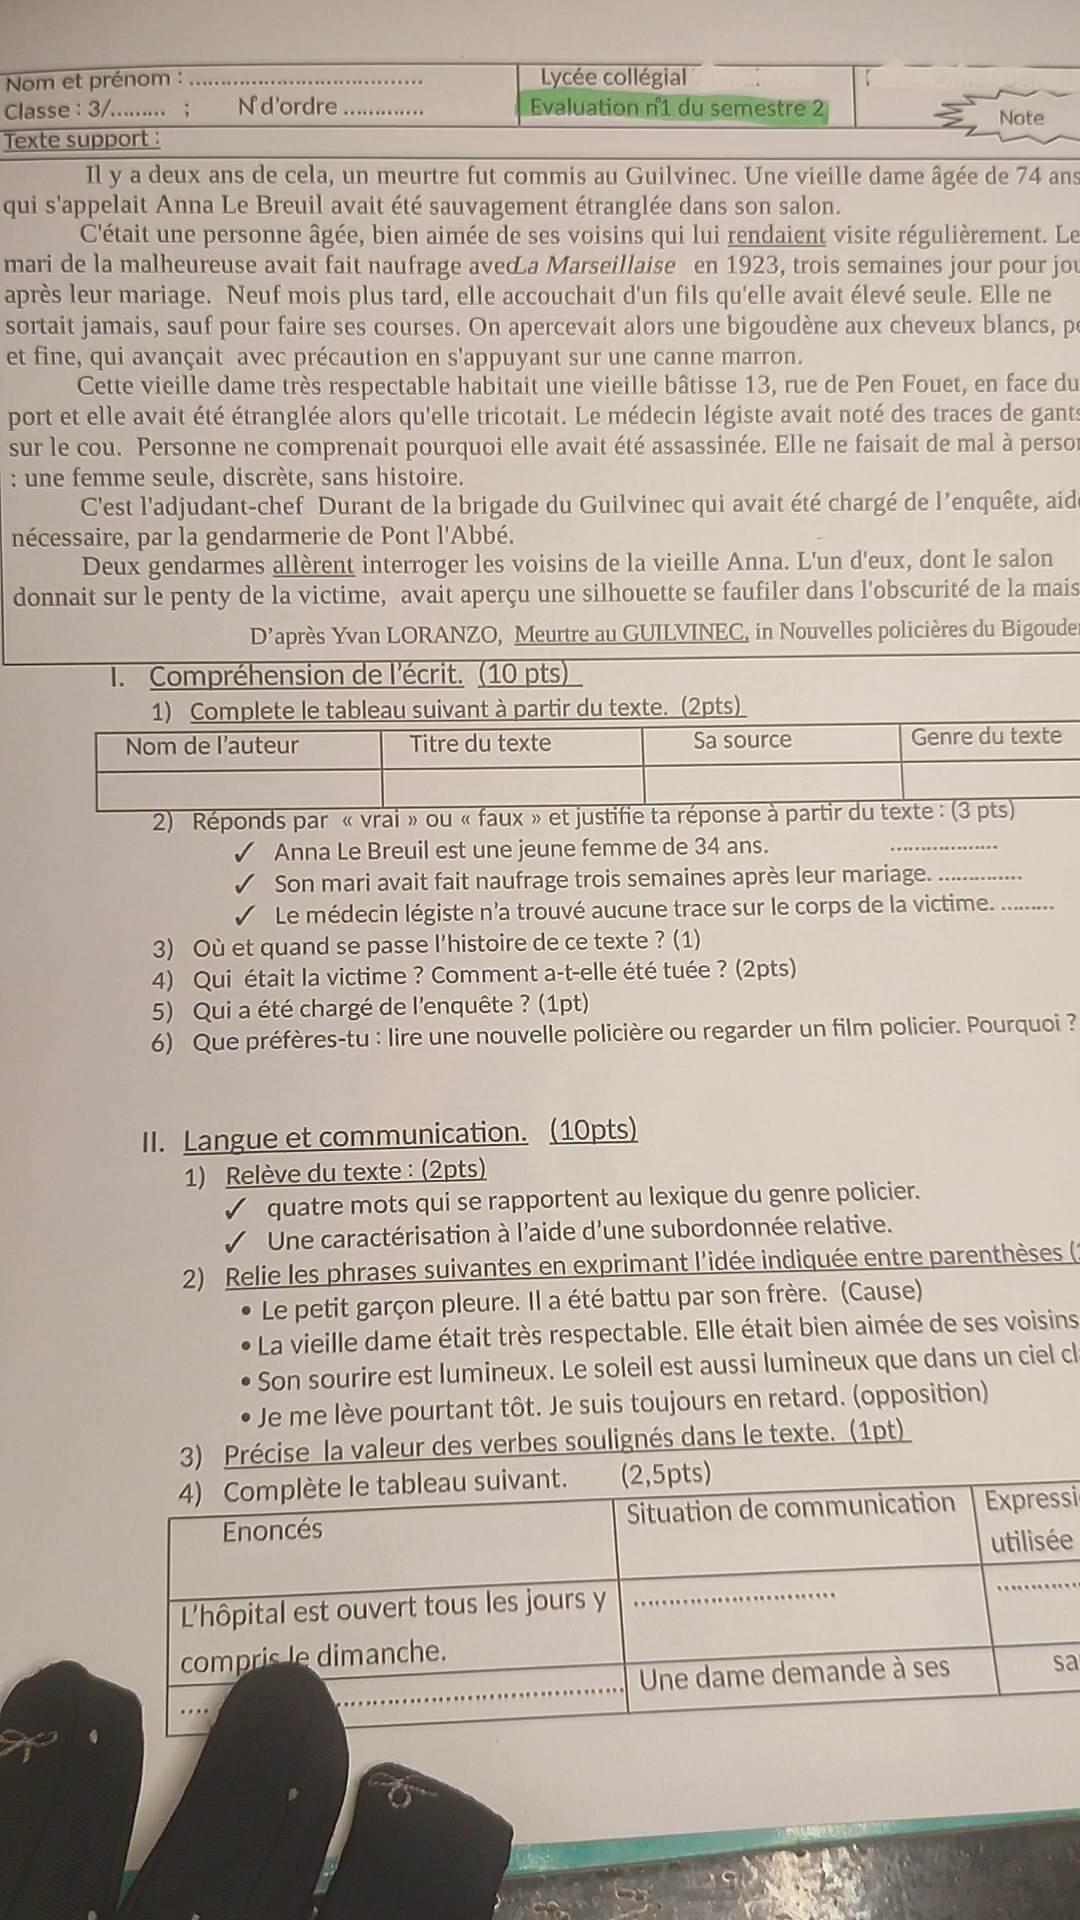 Nom et prénom : ....................................
Lycée collégial
Classe : 3/......... ; N°d'ordre .............
Evaluation n°1 du semestre 2
Note
Texte support :
Il y a deux ans de cela, un meurtre fut commis au Guilvinec. Une vieille dame âgée de 74 ans
qui s'appelait Anna Le Breuil avait été sauvagement étranglée dans son salon.
C'était une personne âgée, bien aimée de ses voisins qui lui rendaient visite régulièrement. Le
mari de la malheureuse avait fait naufrage avec La Marseillaise en 1923, trois semaines jour pour
après leur mariage. Neuf mois plus tard, elle accouchait d'un fils qu'elle avait élevé seule. Elle ne
sortait jamais, sauf pour faire ses courses. On apercevait alors une bigoudène aux cheveux blancs,
et fine, qui avançait avec précaution en s'appuyant sur une canne marron.
Cette vieille dame très respectable habitait une vieille bâtisse 13, rue de Pen Fouet, en face du
port et elle avait été étranglée alors qu'elle tricotait. Le médecin légiste avait noté des traces de gants
sur le cou. Personne ne comprenait pourquoi elle avait été assassinée. Elle ne faisait de mal à
: une femme seule, discrète, sans histoire.
C'est l'adjudant-chef Durant de la brigade du Guilvinec qui avait été chargé de l'enquête,
nécessaire, par la gendarmerie de Pont l'Abbé.
Deux gendarmes allèrent interroger les voisins de la vieille Anna. L'un d'eux, dont le salon
donnait sur le penty de la victime, avait aperçu une silhouette se faufiler dans l'obscurité de la
D'après Yvan LORANZO, Meurtre au GUILVINEC, in Nouvelles policières du
I. Compréhension de l'écrit. (10 pts)
1) Complete le tableau suivant à partir du texte. (2pts)
Nom de l'auteur Titre du texte Sa source Genre du texte
2) Réponds par « vrai » ou « faux » et justifie ta réponse à partir du texte : (3 pts)
✓ Anna Le Breuil est une jeune femme de 34 ans. ..................
✓ Son mari avait fait naufrage trois semaines après leur mariage. ..............
✓ Le médecin légiste n'a trouvé aucune trace sur le corps de la victime. .........
3) Où et quand se passe l'histoire de ce texte ? (1)
4) Qui était la victime ? Comment a-t-elle été tuée ? (2pts)
5) Qui a été chargé de l'enquête ? (1pt)
6) Que préfères-tu : lire une nouvelle policière ou regarder un film policier. Pourquoi ?
II. Langue et communication. (10pts)
1) Relève du texte : (2pts)
✓ quatre mots qui se rapportent au lexique du genre policier.
✓ Une caractérisation à l'aide d'une subordonnée relative.
2) Relie les phrases suivantes en exprimant l'idée indiquée entre parenthèses
• Le petit garçon pleure. Il a été battu par son frère. (Cause)
• La vieille dame était très respectable. Elle était bien aimée de ses voisins
• Son sourire est lumineux. Le soleil est aussi lumineux que dans un ciel
• Je me lève pourtant tôt. Je suis toujours en retard. (opposition)
3) Précise la valeur des verbes soulignés dans le texte. (1pt)
4) Complète le tableau suivant. (2,5pts)
Enoncés Situation de communication
utilisée
L'hôpital est ouvert tous les jours y ............................ ............
compris le dimanche.
.... ........................................ Une dame demande à ses